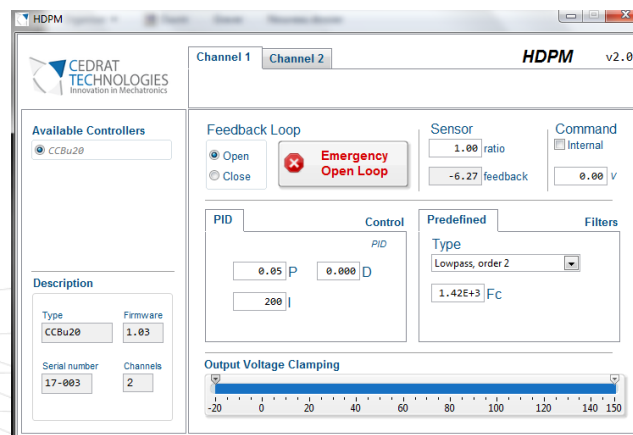 HDPM
CEDRAT
TECHNOLOGIES
Innovation in Mechatronics
Channel 1
Channel 2
HDPM v2.0
Available Controllers
CCBu20
Description
Type Firmware
CCBu20 1.03
Serial number Channels
17-003 2
Feedback Loop
Open
Close
Emergency
Open Loop
Sensor
1.00 ratio
-6.27 feedback
Command
Internal
0.00 V
PID Control
PID
0.05 P 0.000 D
200 I
Predefined Filters
Type
Lowpass, order 2
1.42E+3 Fc
Output Voltage Clamping
-20 0 20 40 60 80 100 120 140 150